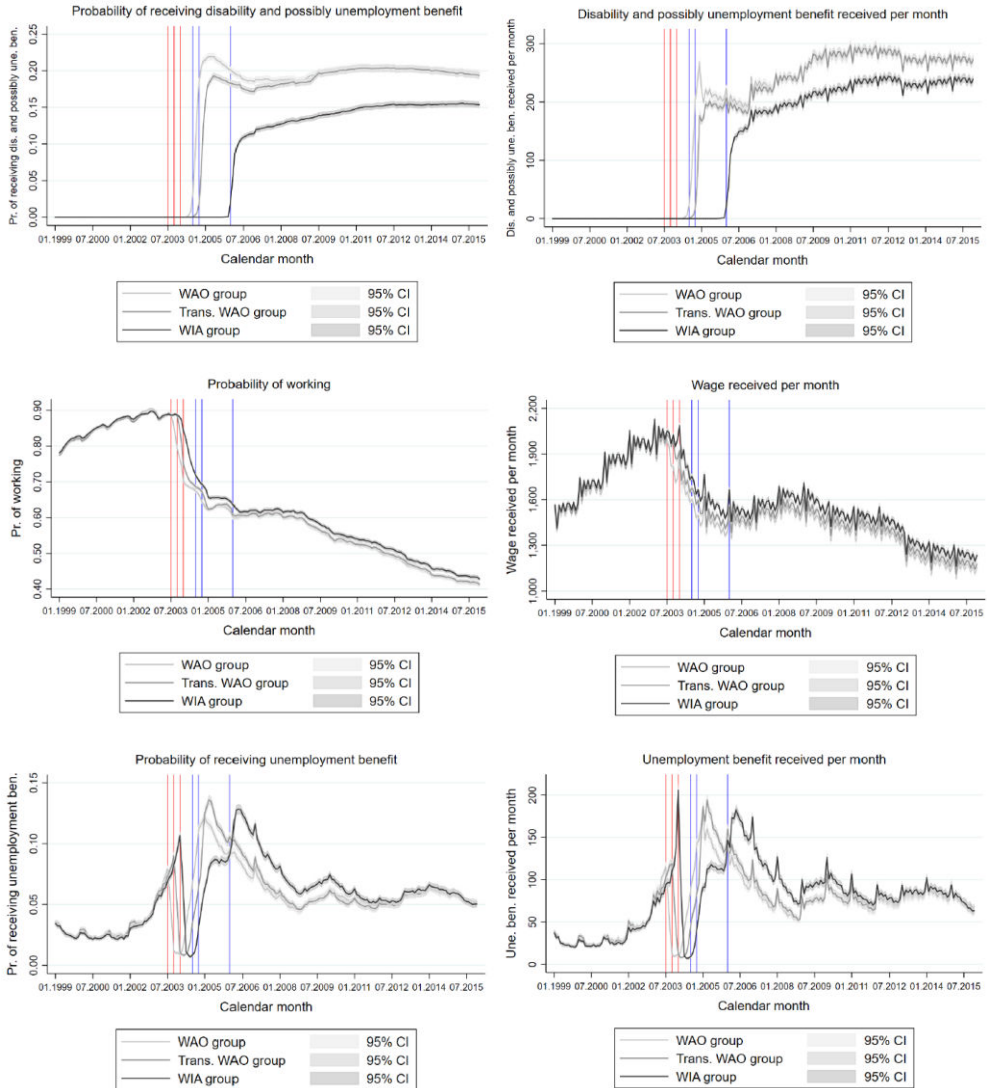 Probability of receiving disability and possibly unemployment benefit
Pr. of receiving dis. and possibly une. ben.
0.25
0.20
0.15
0.10
0.05
0.00
01.1999 07.2000 01.2002 07.2003 01.2005 07.2006 01.2008 07.2009 01.2011 07.2012 01.2014 07.2015
Calendar month
WAO group 95% CI
Trans. WAO group 95% CI
WIA group 95% CI
Disability and possibly unemployment benefit received per month
Dis. and possibly une. ben. received per month
300
200
100
0
01.1999 07.2000 01.2002 07.2003 01.2005 07.2006 01.2008 07.2009 01.2011 07.2012 01.2014 07.2015
Calendar month
WAO group 95% CI
Trans. WAO group 95% CI
WIA group 95% CI
Probability of working
Pr. of working
0.90
0.80
0.70
0.60
0.50
0.40
01.1999 07.2000 01.2002 07.2003 01.2005 07.2006 01.2008 07.2009 01.2011 07.2012 01.2014 07.2015
Calendar month
WAO group 95% CI
Trans. WAO group 95% CI
WIA group 95% CI
Wage received per month
Wage received per month
2,200
1,900
1,600
1,300
1,000
01.1999 07.2000 01.2002 07.2003 01.2005 07.2006 01.2008 07.2009 01.2011 07.2012 01.2014 07.2015
Calendar month
WAO group 95% CI
Trans. WAO group 95% CI
WIA group 95% CI
Probability of receiving unemployment benefit
Pr. of receiving unemployment ben.
0.15
0.10
0.05
0.00
01.1999 07.2000 01.2002 07.2003 01.2005 07.2006 01.2008 07.2009 01.2011 07.2012 01.2014 07.2015
Calendar month
WAO group 95% CI
Trans. WAO group 95% CI
WIA group 95% CI
Unemployment benefit received per month
Une. ben. received per month
200
150
100
50
0
01.1999 07.2000 01.2002 07.2003 01.2005 07.2006 01.2008 07.2009 01.2011 07.2012 01.2014 07.2015
Calendar month
WAO group 95% CI
Trans. WAO group 95% CI
WIA group 95% CI